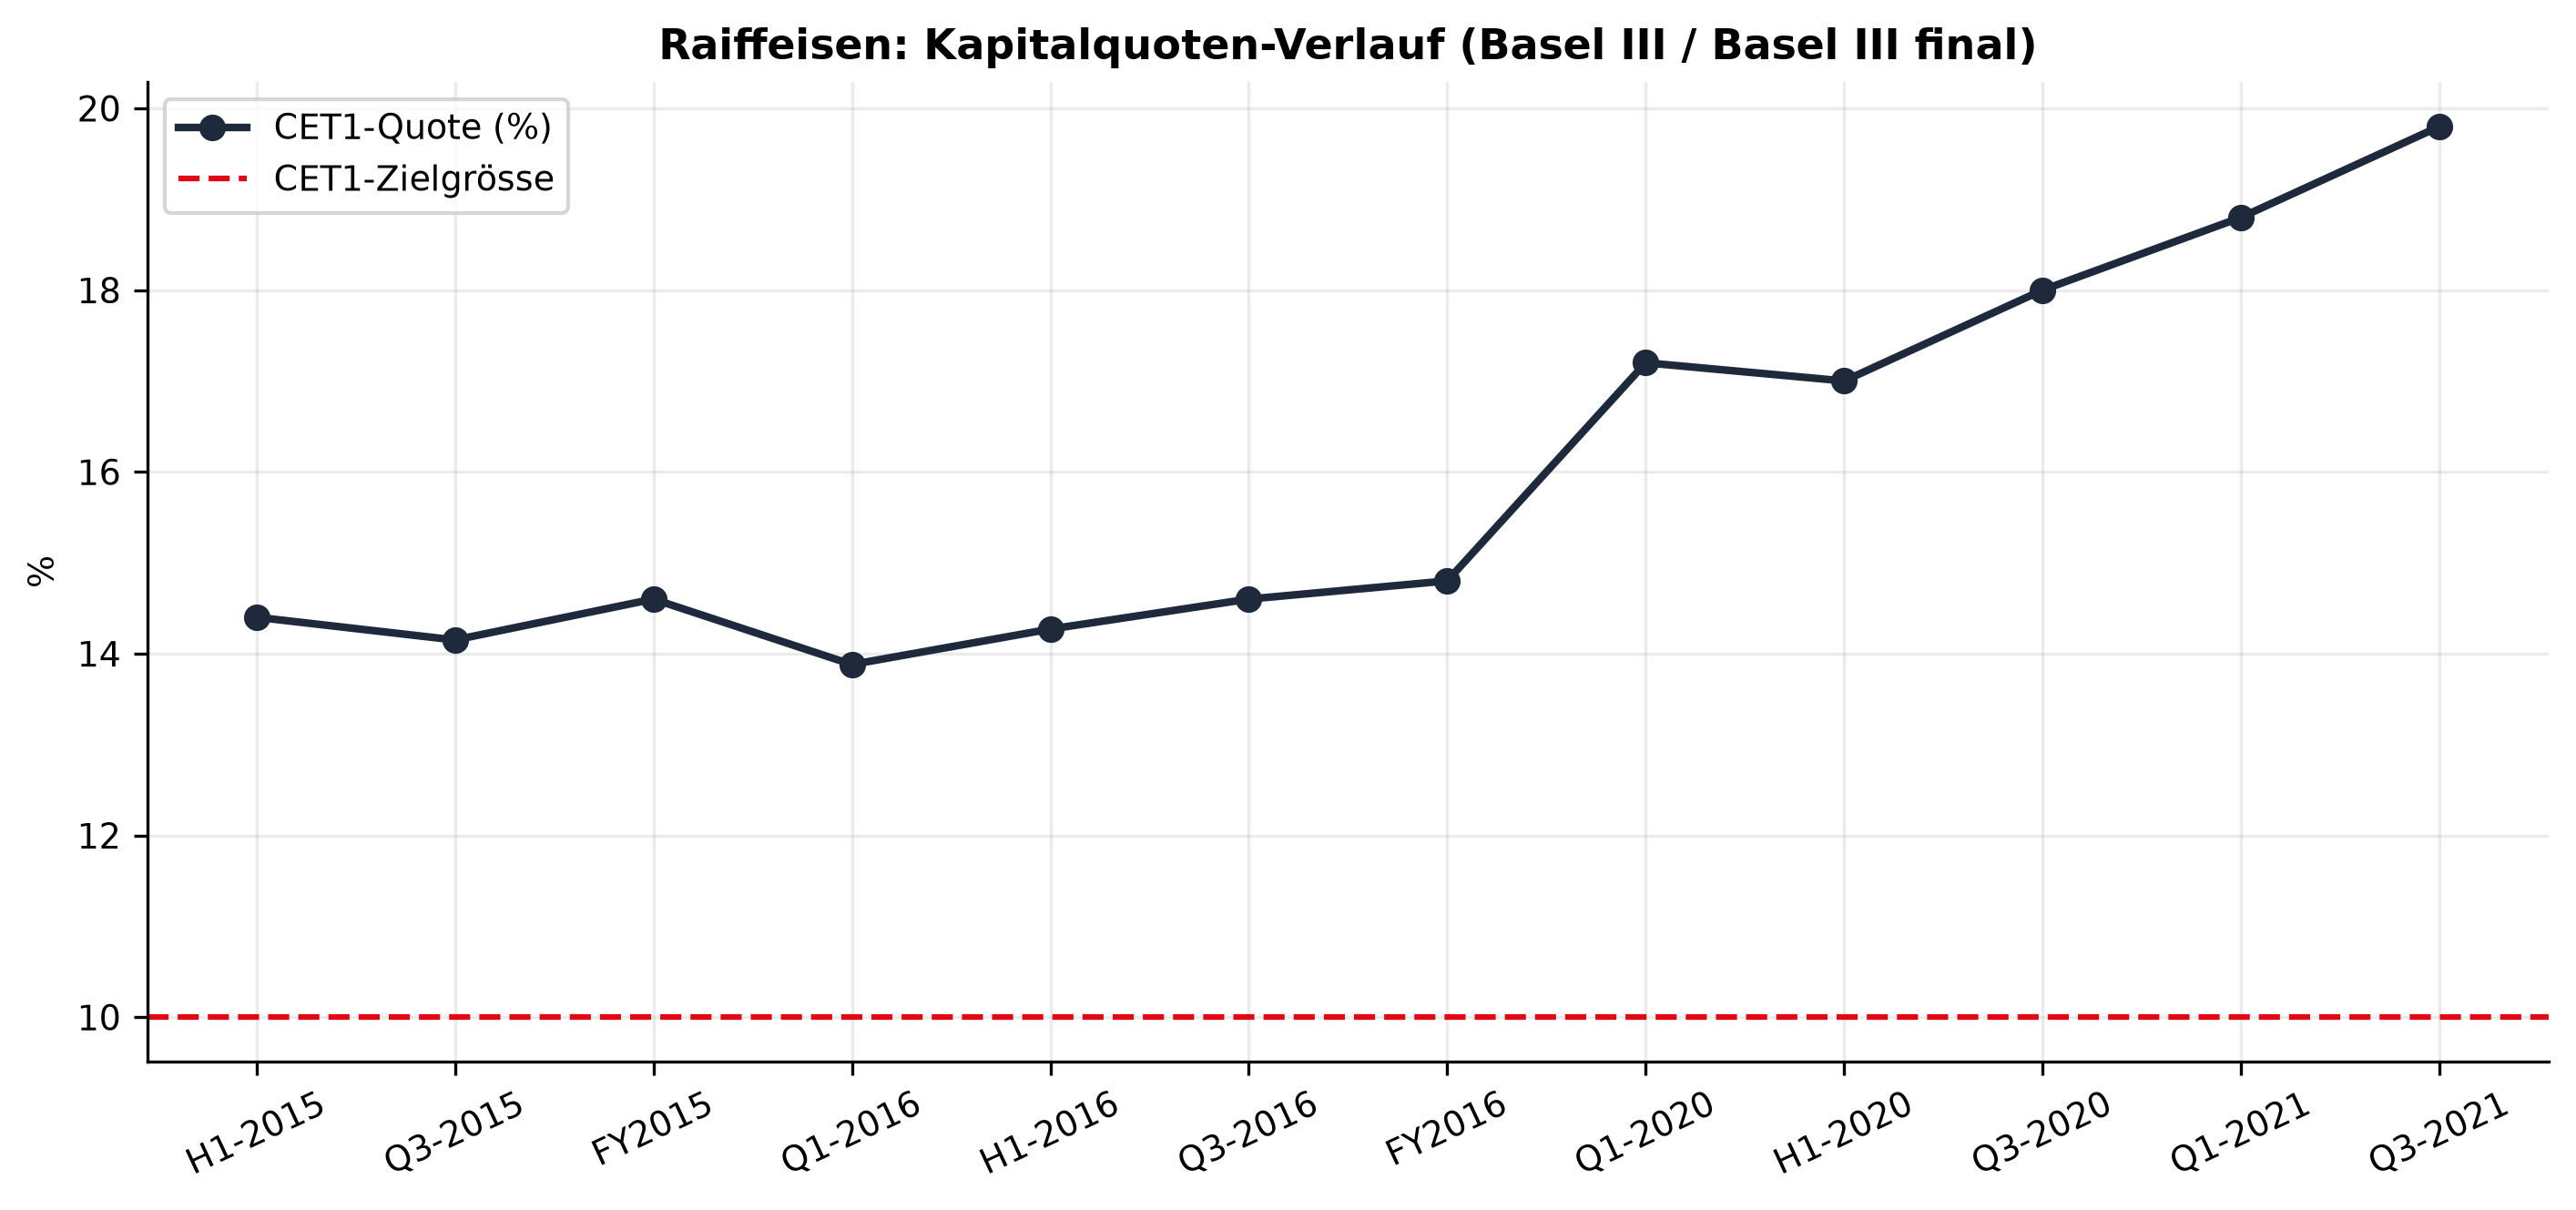 Raiffeisen: Kapitalquoten-Verlauf (Basel III / Basel III final)
CET1-Quote (%)
CET1-Zielgrösse
%
20
18
16
14
12
10
H1-2015
Q3-2015
FY2015
Q1-2016
H1-2016
Q3-2016
FY2016
Q1-2020
H1-2020
Q3-2020
Q1-2021
Q3-2021